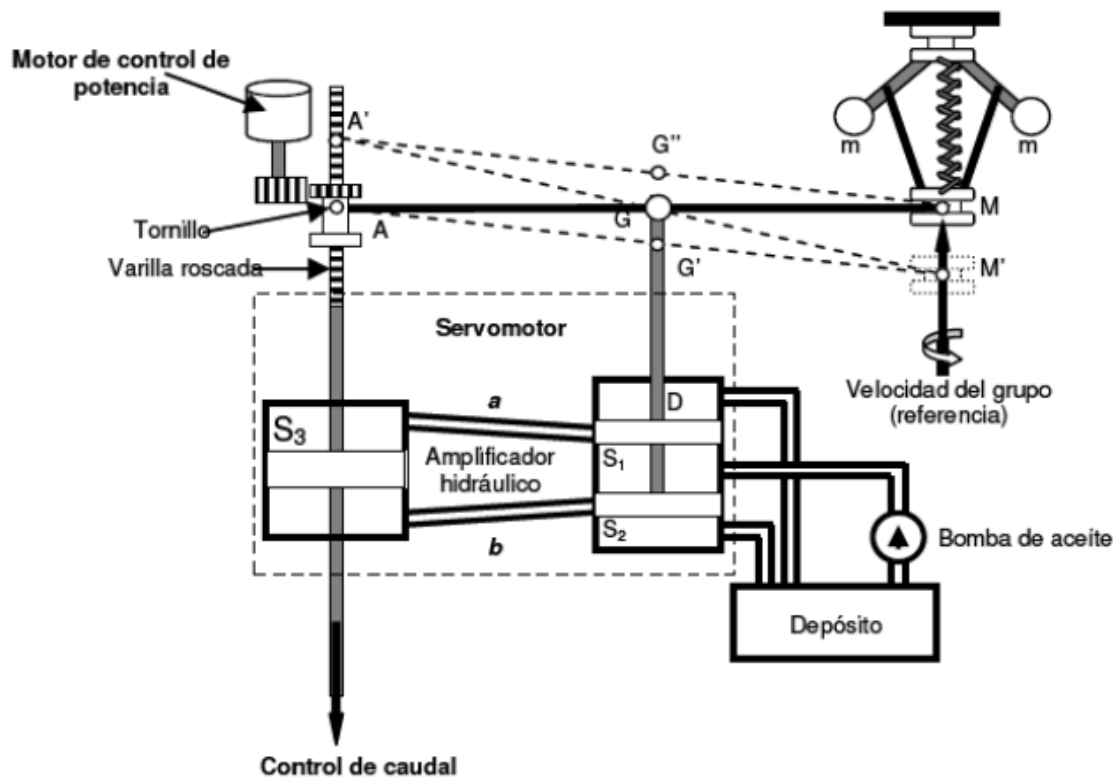 Motor de control de
potencia
A'
G''
m
m
M
G
A
Tornillo
G'
M'
Varilla roscada
Servomotor
Velocidad del grupo
(referencia)
a
D
S₃
Amplificador
hidráulico
S₁
b
S₂
Bomba de aceite
Depósito
Control de caudal